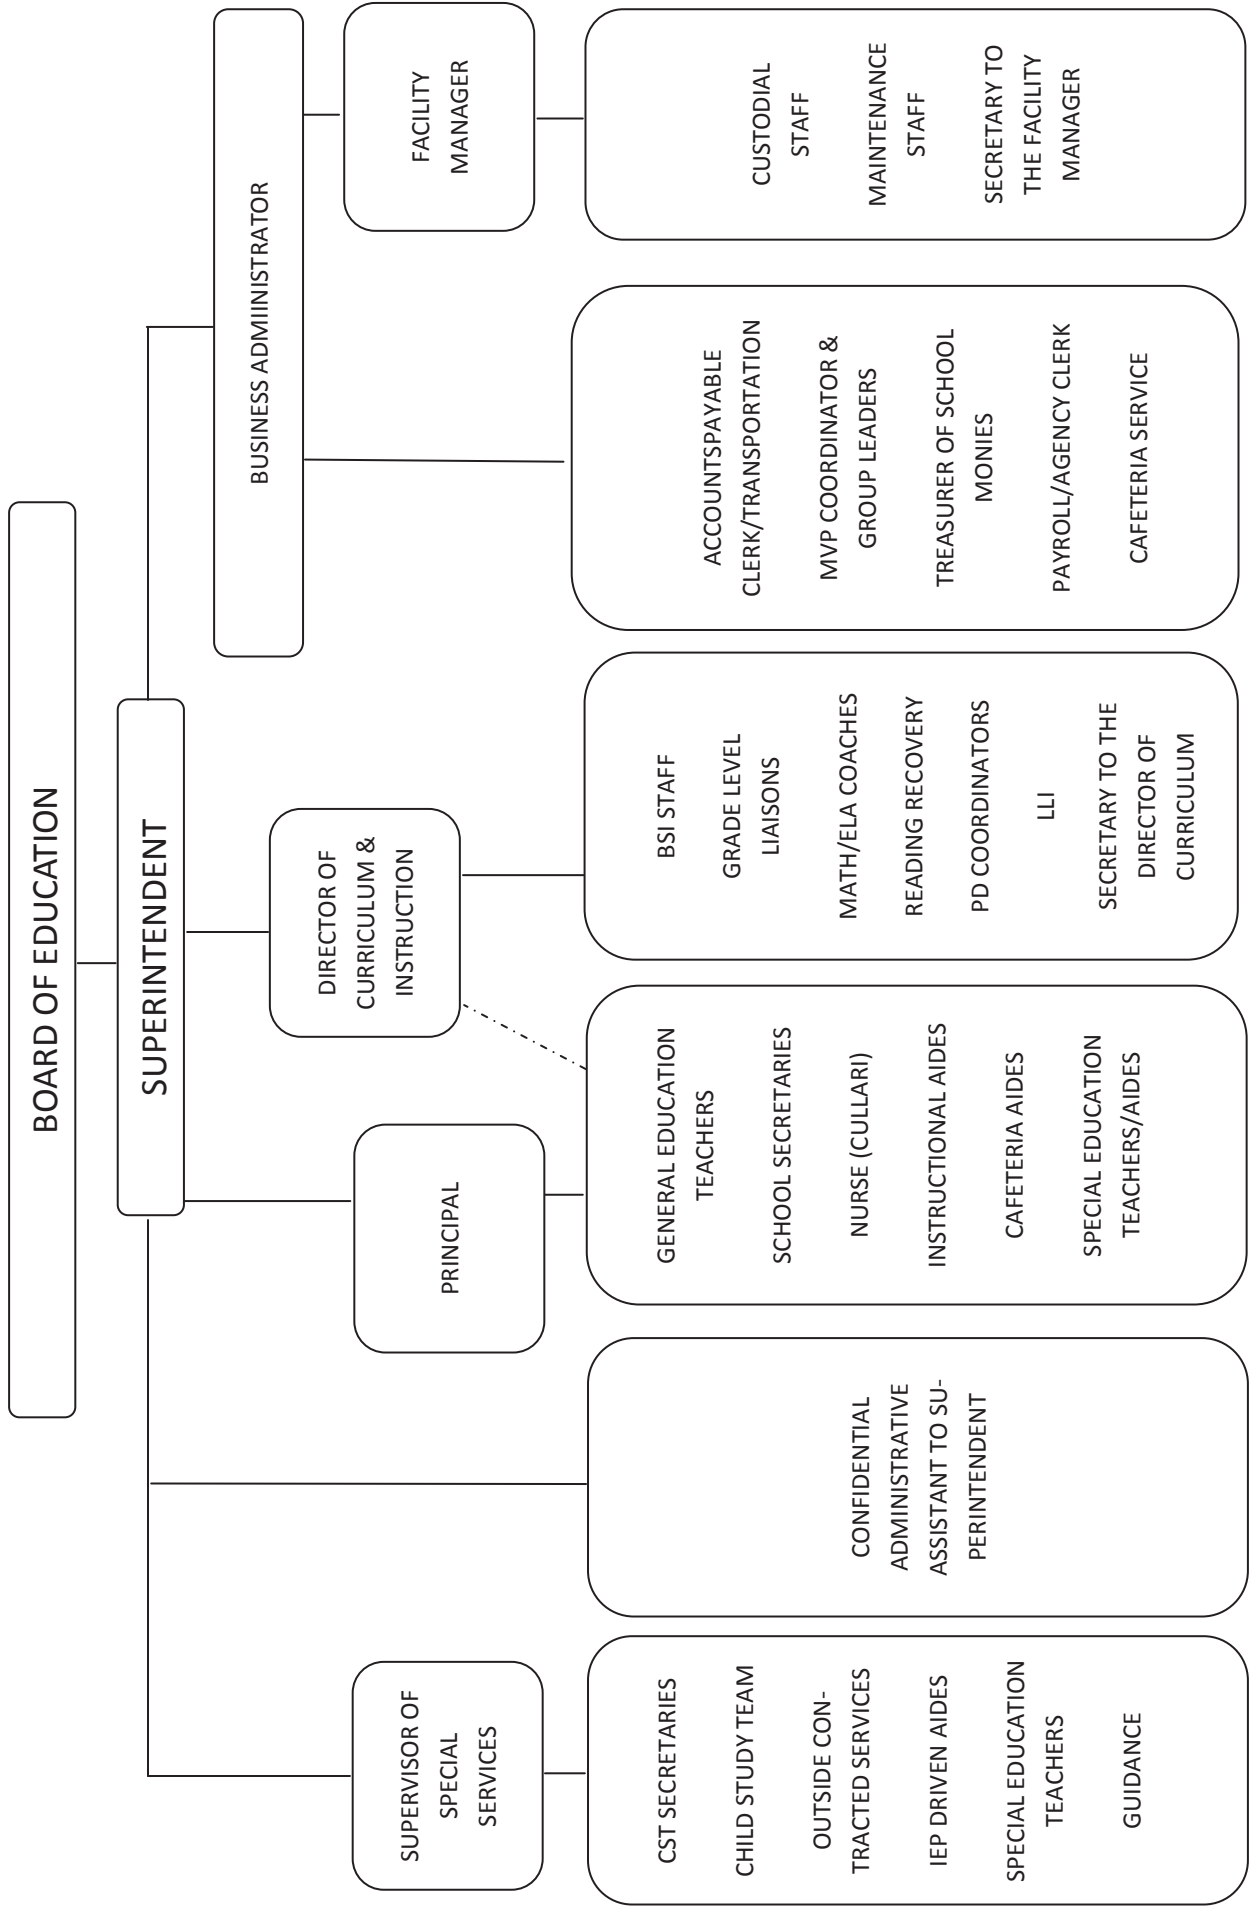 BOARD OF EDUCATION
SUPERINTENDENT
BUSINESS ADMIINISTRATOR
DIRECTOR OF
CURRICULUM &
INSTRUCTION
FACILITY
MANAGER
PRINCIPAL
SUPERVISOR OF
SPECIAL
SERVICES
CST SECRETARIES
CHILD STUDY TEAM
OUTSIDE CON-
TRACTED SERVICES
IEP DRIVEN AIDES
SPECIAL EDUCATION
TEACHERS
GUIDANCE
CONFIDENTIAL
ADMINISTRATIVE
ASSISTANT TO SU-
PERINTENDENT
GENERAL EDUCATION
TEACHERS
SCHOOL SECRETARIES
NURSE (CULLARI)
INSTRUCTIONAL AIDES
CAFETERIA AIDES
SPECIAL EDUCATION
TEACHERS/AIDES
BSI STAFF
GRADE LEVEL
LIAISONS
MATH/ELA COACHES
READING RECOVERY
PD COORDINATORS
LLI
SECRETARY TO THE
DIRECTOR OF
CURRICULUM
ACCOUNTSPAYABLE
CLERK/TRANSPORTATION
MVP COORDINATOR &
GROUP LEADERS
TREASURER OF SCHOOL
MONIES
PAYROLL/AGENCY CLERK
CAFETERIA SERVICE
CUSTODIAL
STAFF
MAINTENANCE
STAFF
SECRETARY TO
THE FACILITY
MANAGER